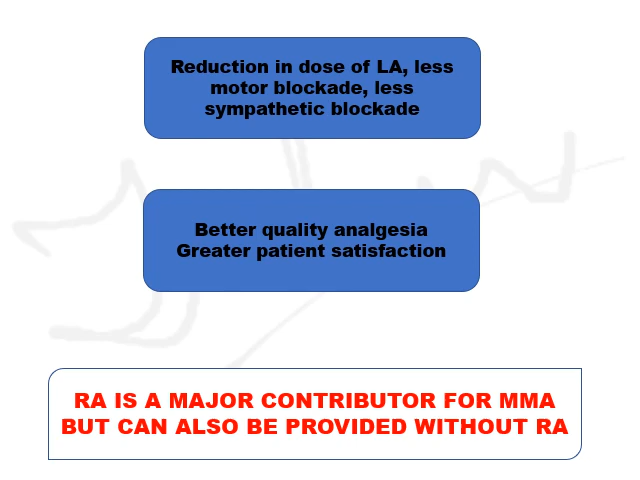 Reduction in dose of LA, less
motor blockade, less
sympathetic blockade
Better quality analgesia
Greater patient satisfaction
RA IS A MAJOR CONTRIBUTOR FOR MMA
BUT CAN ALSO BE PROVIDED WITHOUT RA